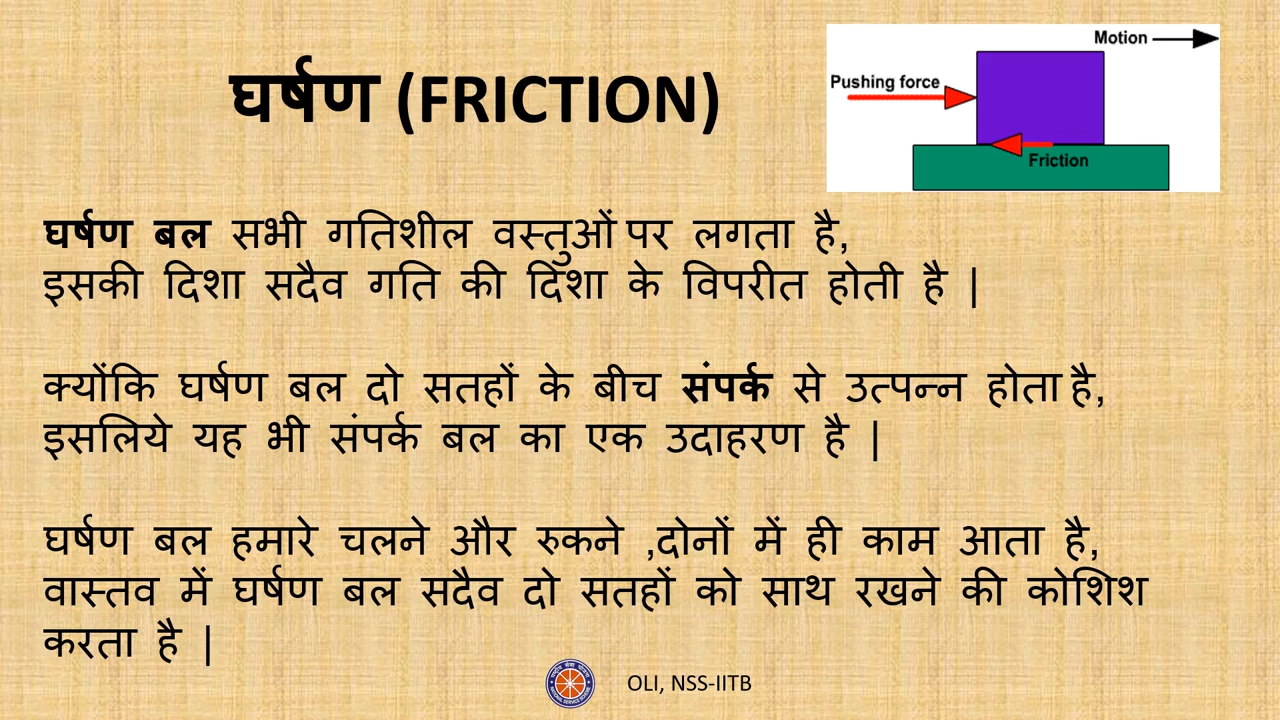 घर्षण (FRICTION)
Motion
Pushing force
Friction
घर्षण बल सभी गतिशील वस्तुओं पर लगता है,
इसकी दिशा सदैव गति की दिशा के विपरीत होती है |
क्योंकि घर्षण बल दो सतहों के बीच संपर्क से उत्पन्न होता है,
इसलिये यह भी संपर्क बल का एक उदाहरण है |
घर्षण बल हमारे चलने और रुकने ,दोनों में ही काम आता है,
वास्तव में घर्षण बल सदैव दो सतहों को साथ रखने की कोशिश
करता है |
OLI, NSS-IITB